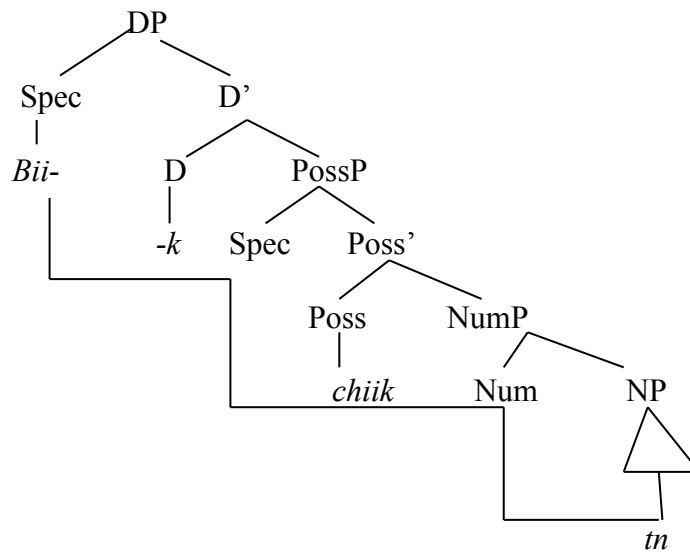 DP
Spec D’
Bii- D PossP
-k Spec Poss’
Poss NumP
chiik Num NP
tn